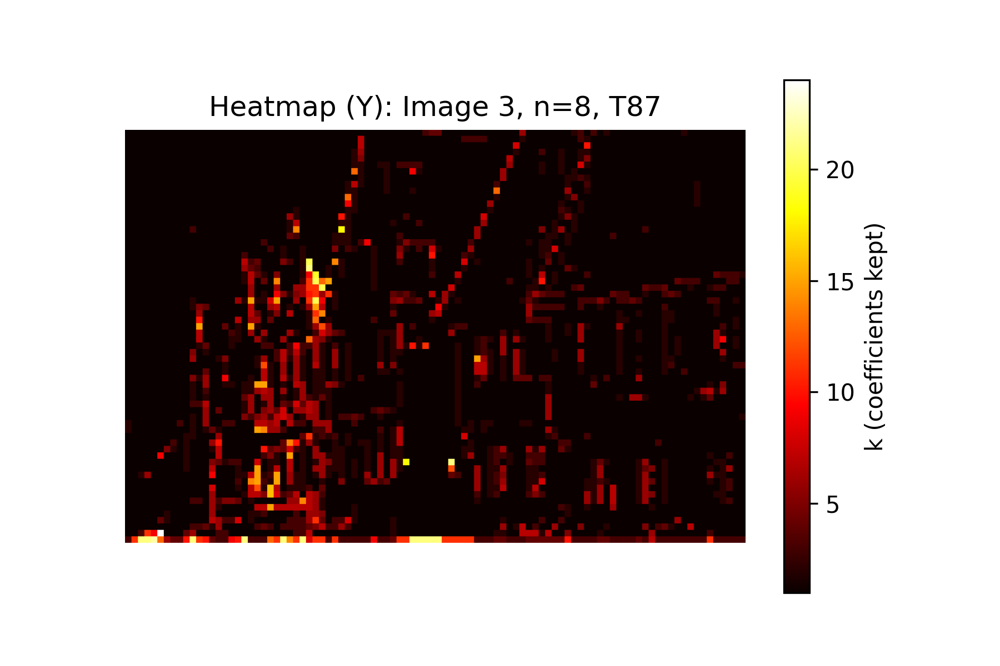 Heatmap (Y): Image 3, n=8, T87
20
15
10
5
k (coefficients kept)